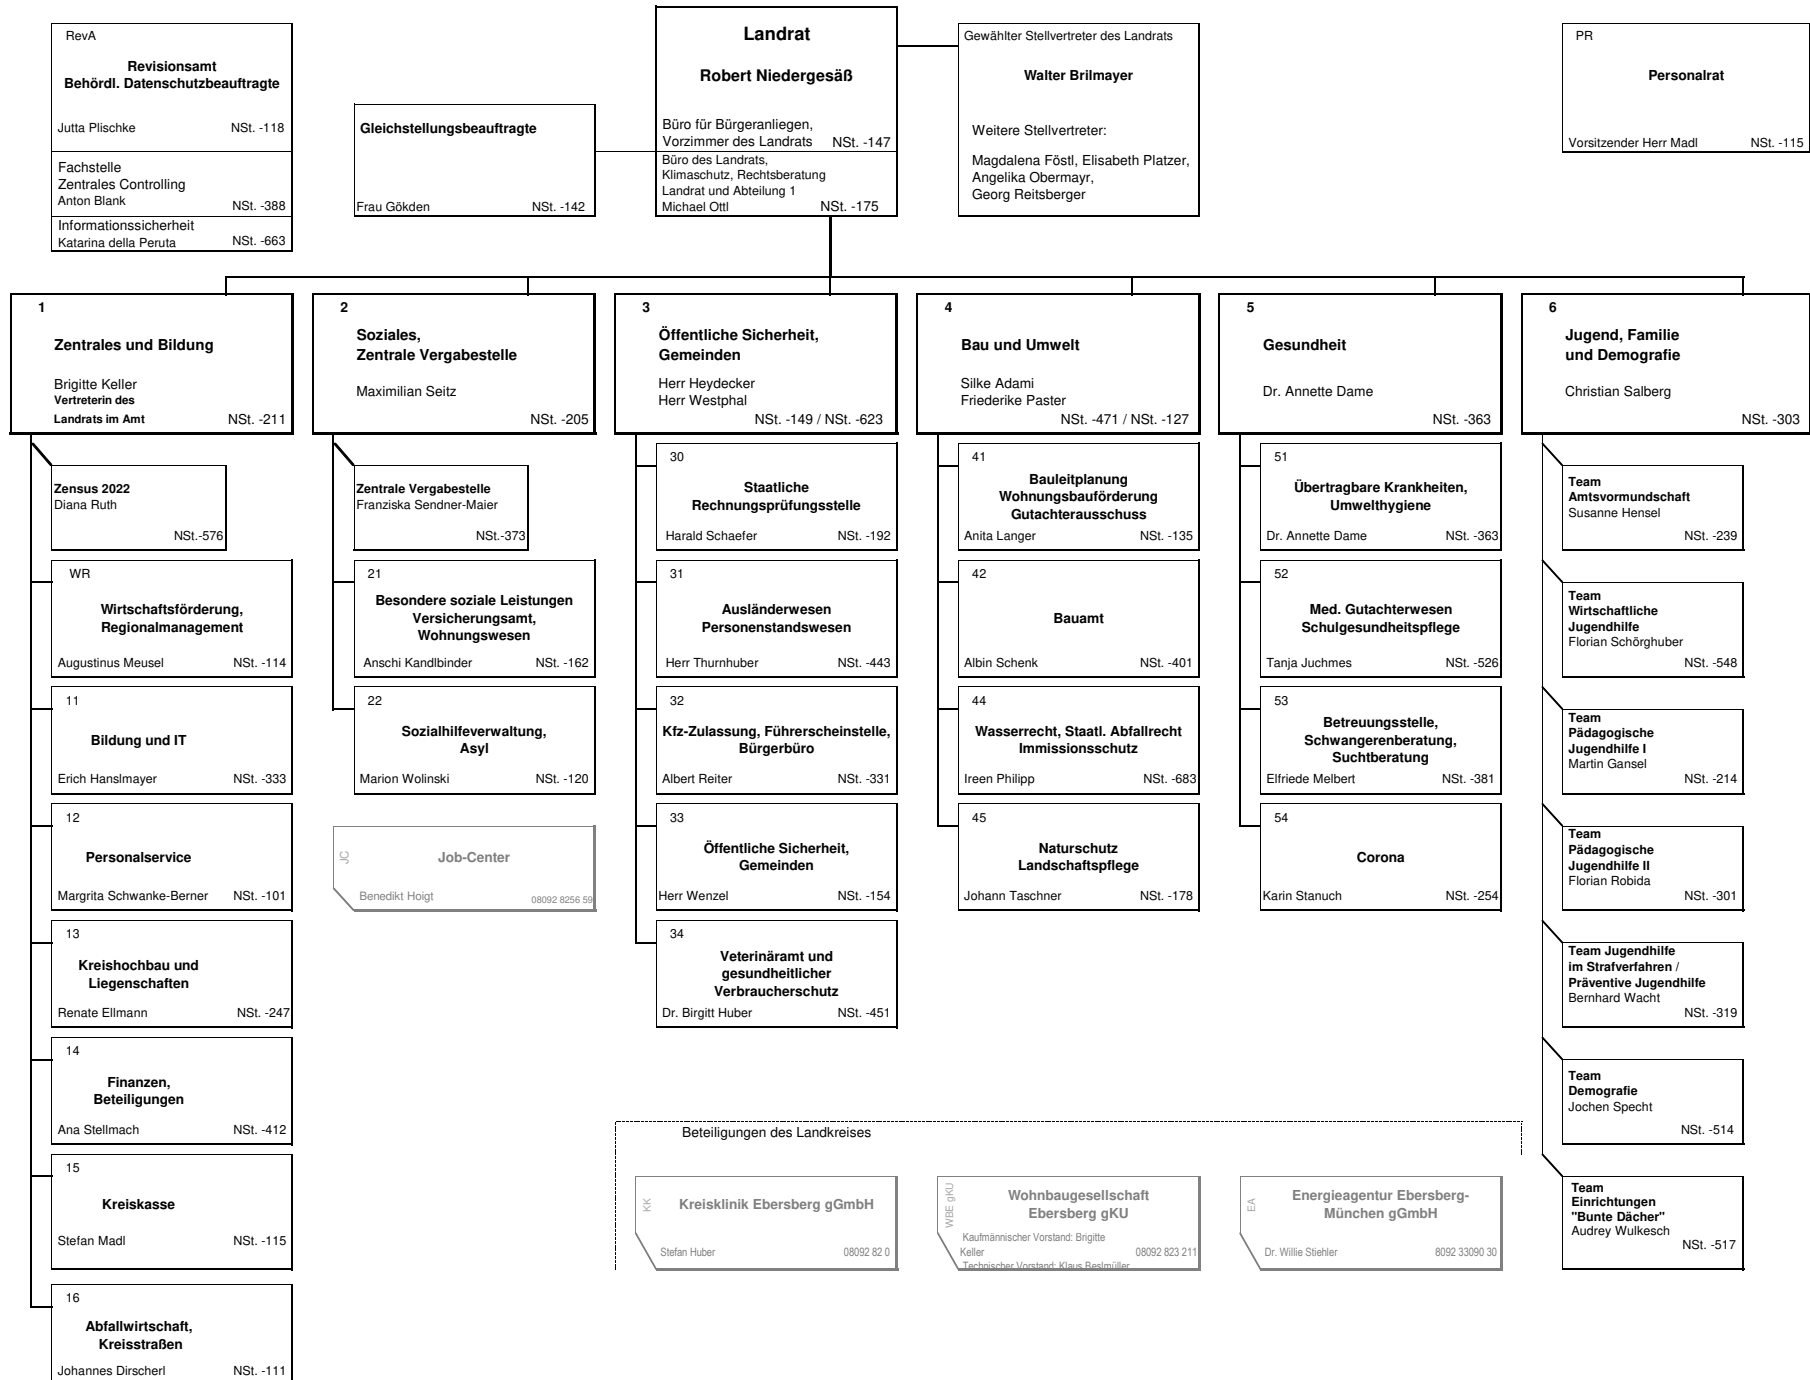 RevA
Revisionsamt
Behördl. Datenschutzbeauftragte
Jutta Plischke NSt. -118
Fachstelle
Zentrales Controlling
Anton Blank NSt. -388
Informationssicherheit
Katarina della Peruta NSt. -663
Gleichstellungsbeauftragte
Frau Gökden NSt. -142
Landrat
Robert Niedergesäß
Büro für Bürgeranliegen,
Vorzimmer des Landrats NSt. -147
Büro des Landrats,
Klimaschutz, Rechtsberatung
Landrat und Abteilung 1
Michael Ottl NSt. -175
Gewählter Stellvertreter des Landrats
Walter Brilmayer
Weitere Stellvertreter:
Magdalena Föstl, Elisabeth Platzer,
Angelika Obermayr,
Georg Reitsberger
PR
Personalrat
Vorsitzender Herr Madl NSt. -115
1
Zentrales und Bildung
Brigitte Keller
Vertreterin des
Landrats im Amt NSt. -211
Zensus 2022
Diana Ruth
NSt.-576
WR
Wirtschaftsförderung,
Regionalmanagement
Augustinus Meusel NSt. -114
11
Bildung und IT
Erich Hanslmayer NSt. -333
12
Personalservice
Margrita Schwanke-Berner NSt. -101
13
Kreishochbau und
Liegenschaften
Renate Ellmann NSt. -247
14
Finanzen,
Beteiligungen
Ana Stellmach NSt. -412
15
Kreiskasse
Stefan Madl NSt. -115
16
Abfallwirtschaft,
Kreisstraßen
Johannes Dirscherl NSt. -111
2
Soziales,
Zentrale Vergabestelle
Maximilian Seitz
NSt. -205
Zentrale Vergabestelle
Franziska Sendner-Maier
NSt.-373
21
Besondere soziale Leistungen
Versicherungsamt,
Wohnungswesen
Anschi Kandlbinder NSt. -162
22
Sozialhilfeverwaltung,
Asyl
Marion Wolinski NSt. -120
JC
Job-Center
Benedikt Hoigt 08092 8256 59
3
Öffentliche Sicherheit,
Gemeinden
Herr Heydecker
Herr Westphal
NSt. -149 / NSt. -623
30
Staatliche
Rechnungsprüfungsstelle
Harald Schaefer NSt. -192
31
Ausländerwesen
Personenstandswesen
Herr Thurnhuber NSt. -443
32
Kfz-Zulassung, Führerscheinstelle,
Bürgerbüro
Albert Reiter NSt. -331
33
Öffentliche Sicherheit,
Gemeinden
Herr Wenzel NSt. -154
34
Veterinäramt und
gesundheitlicher
Verbraucherschutz
Dr. Birgitt Huber NSt. -451
4
Bau und Umwelt
Silke Adami
Friederike Paster
NSt. -471 / NSt. -127
41
Bauleitplanung
Wohnungsbauförderung
Gutachterausschuss
Anita Langer NSt. -135
42
Bauamt
Albin Schenk NSt. -401
44
Wasserrecht, Staatl. Abfallrecht
Immissionsschutz
Ireen Philipp NSt. -683
45
Naturschutz
Landschaftspflege
Johann Taschner NSt. -178
5
Gesundheit
Dr. Annette Dame
NSt. -363
51
Übertragbare Krankheiten,
Umwelthygiene
Dr. Annette Dame NSt. -363
52
Med. Gutachterwesen
Schulgesundheitspflege
Tanja Juchmes NSt. -526
53
Betreuungsstelle,
Schwangerenberatung,
Suchtberatung
Elfriede Melbert NSt. -381
54
Corona
Karin Stanuch NSt. -254
6
Jugend, Familie
und Demografie
Christian Salberg
NSt. -303
Team
Amtsvormundschaft
Susanne Hensel
NSt. -239
Team
Wirtschaftliche
Jugendhilfe
Florian Schörghuber
NSt. -548
Team
Pädagogische
Jugendhilfe I
Martin Gansel
NSt. -214
Team
Pädagogische
Jugendhilfe II
Florian Robida
NSt. -301
Team Jugendhilfe
im Strafverfahren /
Präventive Jugendhilfe
Bernhard Wacht
NSt. -319
Team
Demografie
Jochen Specht
NSt. -514
Team
Einrichtungen
"Bunte Dächer"
Audrey Wulkesch
NSt. -517
Beteiligungen des Landkreises
KK
Kreisklinik Ebersberg gGmbH
Stefan Huber 08092 82 0
WBE gKU
Wohnbaugesellschaft
Ebersberg gKU
Kaufmännischer Vorstand: Brigitte
Keller 08092 823 211
Technischer Vorstand: Klaus Beslmüller
EA
Energieagentur Ebersberg-
München gGmbH
Dr. Willie Stiehler 8092 33090 30